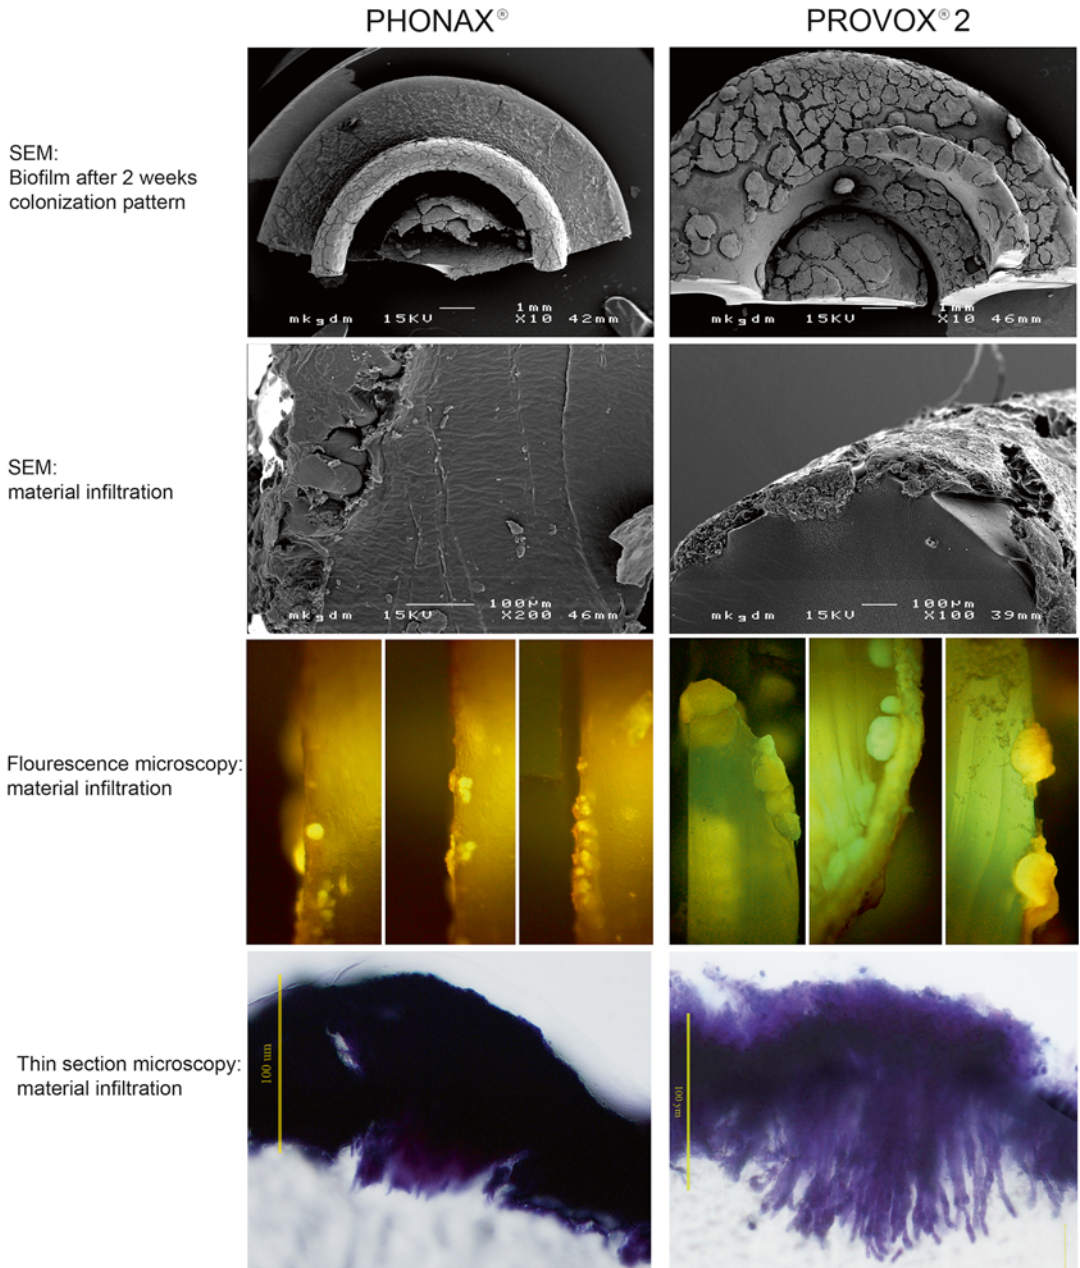 PHONAX®
PROVOX® 2
SEM:
Biofilm after 2 weeks
colonization pattern
mkgdm 15KV 1mm X10 42mm
mkgdm 15KV 1mm X10 46mm
SEM:
material infiltration
mkgdm 15KV 100µm X200 46mm
mkgdm 15KV 100µm X100 39mm
Flourescence microscopy:
material infiltration
Thin section microscopy:
material infiltration
100 um
100 ym